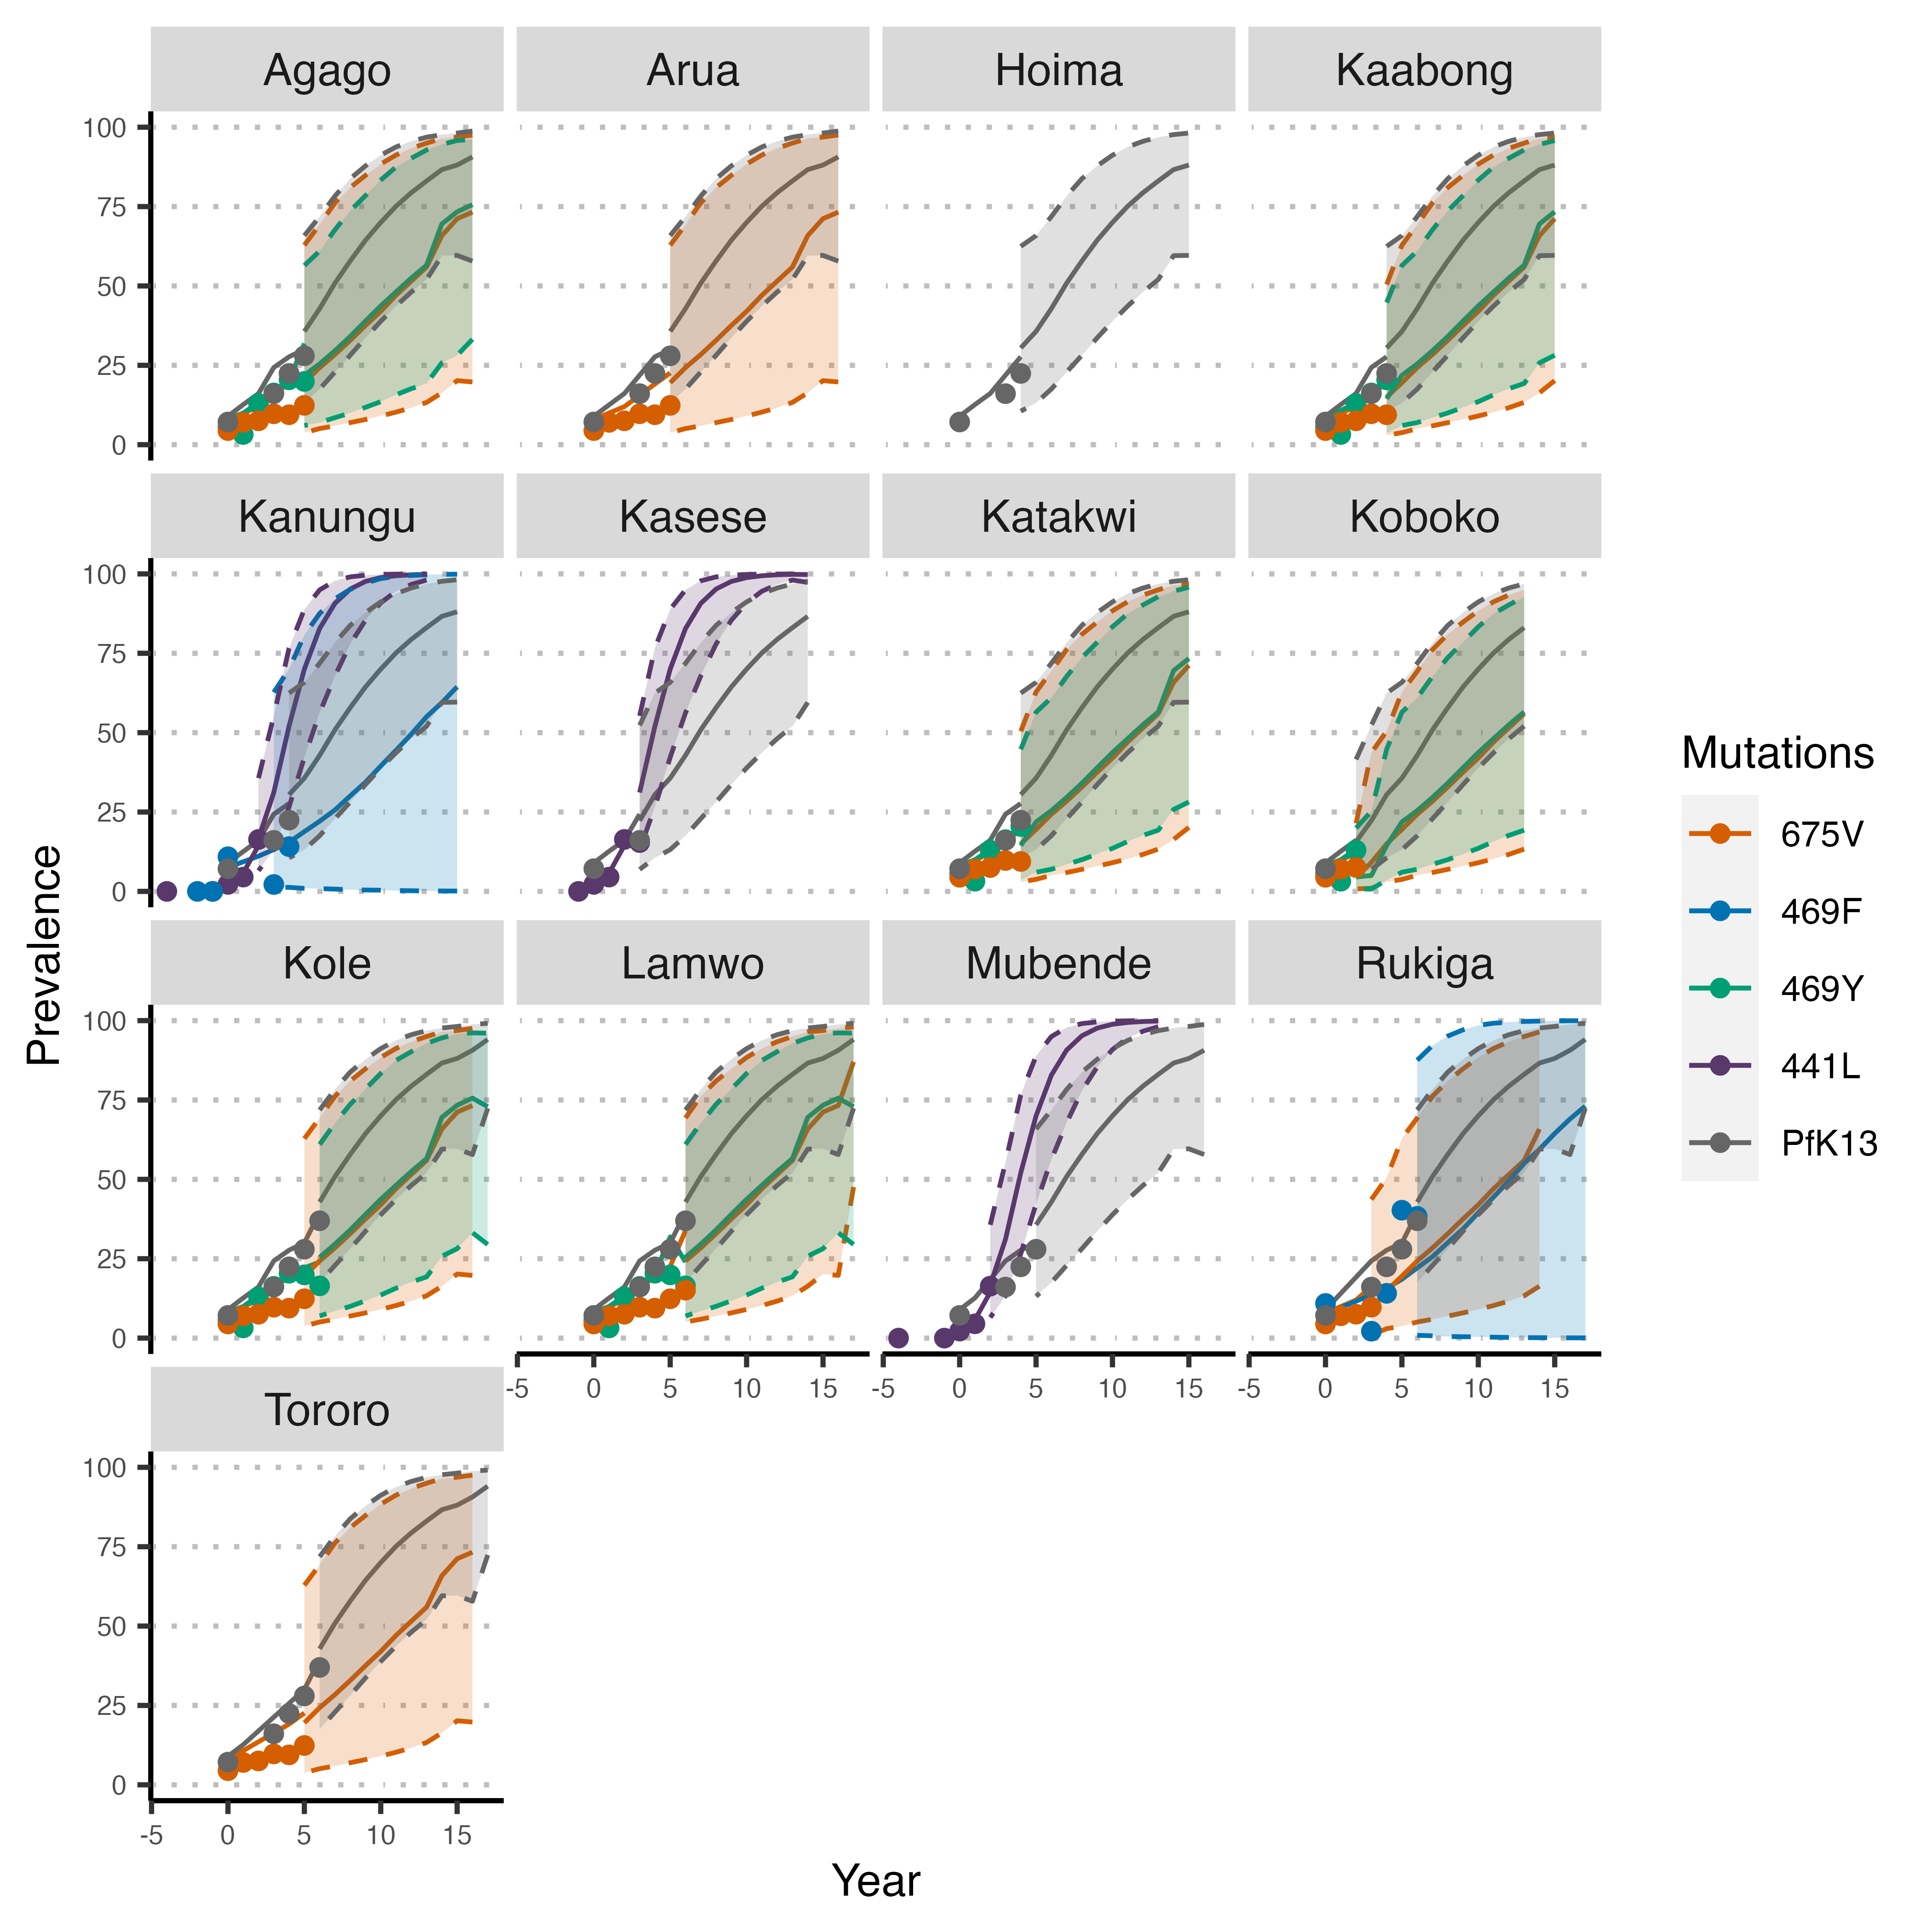 Agago Arua Hoima Kaabong
100
75
50
25
0
Kanungu Kasese Katakwi Koboko
100
75
50
25
0
Mutations
675V
469F
469Y
441L
PfK13
Prevalence
Kole Lamwo Mubende Rukiga
100
75
50
25
0
-5 0 5 10 15 -5 0 5 10 15 -5 0 5 10 15
Tororo
100
75
50
25
0
-5 0 5 10 15
Year